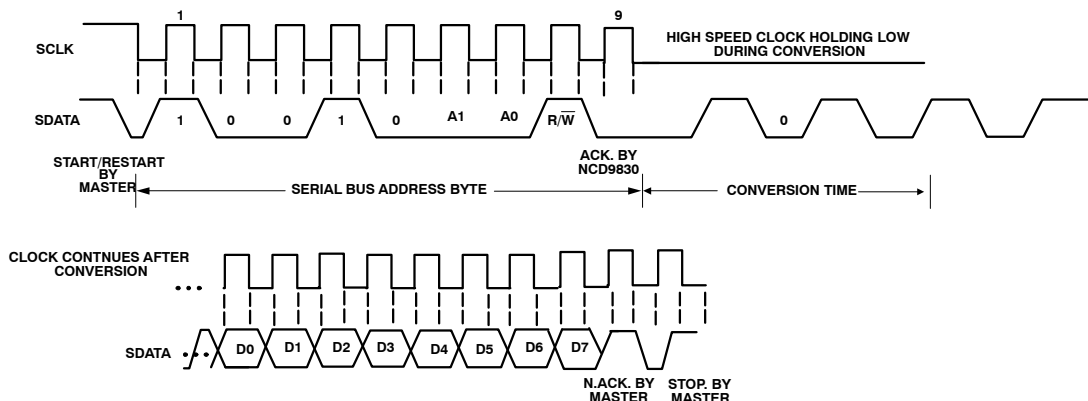 1
9
SCLK
HIGH SPEED CLOCK HOLDING LOW
DURING CONVERSION
SDATA
1 0 0 1 0 A1 A0 R/W̅ 0
START/RESTART
BY
MASTER
ACK. BY
NCD9830
SERIAL BUS ADDRESS BYTE
CONVERSION TIME
CLOCK CONTNUES AFTER
CONVERSION
SDATA
D0 D1 D2 D3 D4 D5 D6 D7
N.ACK. BY
MASTER
STOP. BY
MASTER